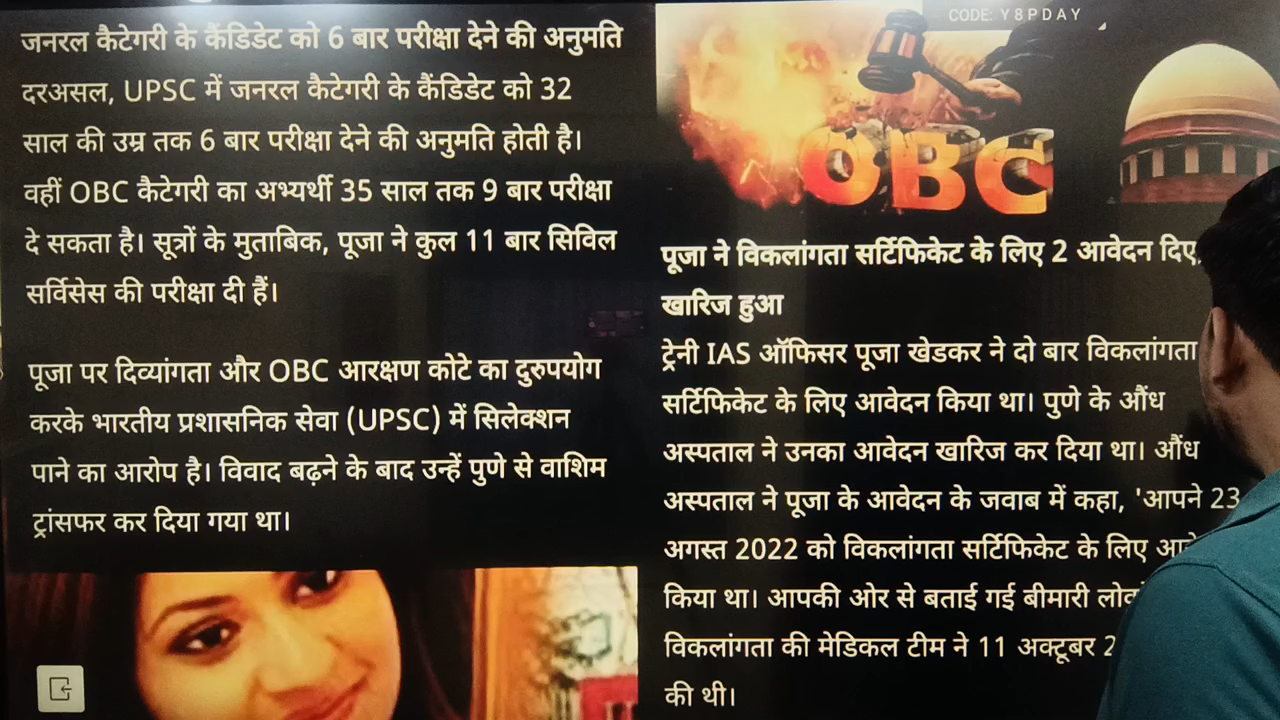 जनरल कैटेगरी के कैंडिडेट को 6 बार परीक्षा देने की अनुमति
दरअसल, UPSC में जनरल कैटेगरी के कैंडिडेट को 32
साल की उम्र तक 6 बार परीक्षा देने की अनुमति होती है।
वहीं OBC कैटेगरी का अभ्यर्थी 35 साल तक 9 बार परीक्षा
दे सकता है। सूत्रों के मुताबिक, पूजा ने कुल 11 बार सिविल
सर्विसेस की परीक्षा दी हैं।
पूजा पर दिव्यांगता और OBC आरक्षण कोटे का दुरुपयोग
करके भारतीय प्रशासनिक सेवा (UPSC) में सिलेक्शन
पाने का आरोप है। विवाद बढ़ने के बाद उन्हें पुणे से वाशिम
ट्रांसफर कर दिया गया था।
CODE: Y8PDAY
OBC
पूजा ने विकलांगता सर्टिफिकेट के लिए 2 आवेदन दिए,
खारिज हुआ
ट्रेनी IAS ऑफिसर पूजा खेडकर ने दो बार विकलांगता
सर्टिफिकेट के लिए आवेदन किया था। पुणे के औंध
अस्पताल ने उनका आवेदन खारिज कर दिया था। औंध
अस्पताल ने पूजा के आवेदन के जवाब में कहा, 'आपने 23
अगस्त 2022 को विकलांगता सर्टिफिकेट के लिए
किया था। आपकी ओर से बताई गई बीमारी
विकलांगता की मेडिकल टीम ने 11 अक्टूबर
की थी।